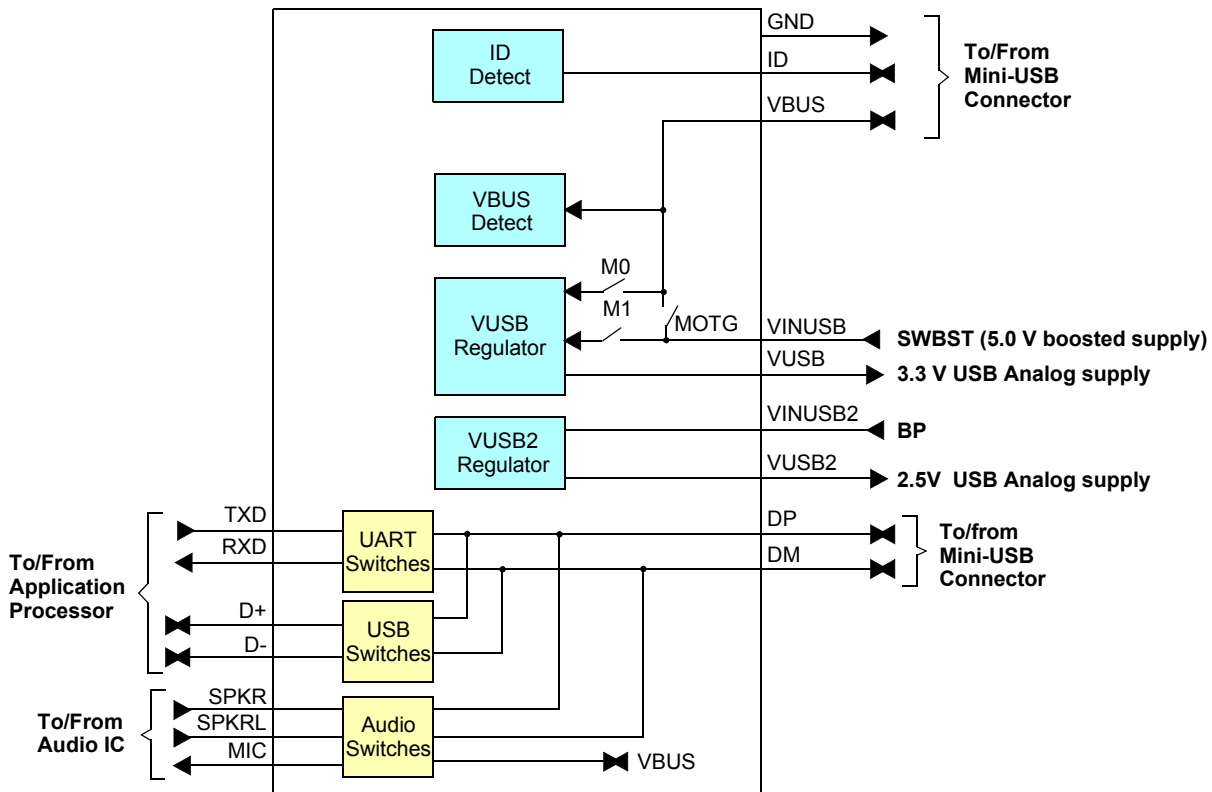 GND
ID
Detect
ID
To/From
Mini-USB
Connector
VBUS
VBUS
Detect
M0
M1
MOTG
VUSB
Regulator
VINUSB
SWBST (5.0 V boosted supply)
VUSB
3.3 V USB Analog supply
VINUSB2
BP
VUSB2
Regulator
VUSB2
2.5V  USB Analog supply
TXD
RXD
UART
Switches
DP
DM
To/from
Mini-USB
Connector
To/From
Application
Processor
D+
D-
USB
Switches
SPKR
SPKRL
MIC
To/From
Audio IC
Audio
Switches
VBUS